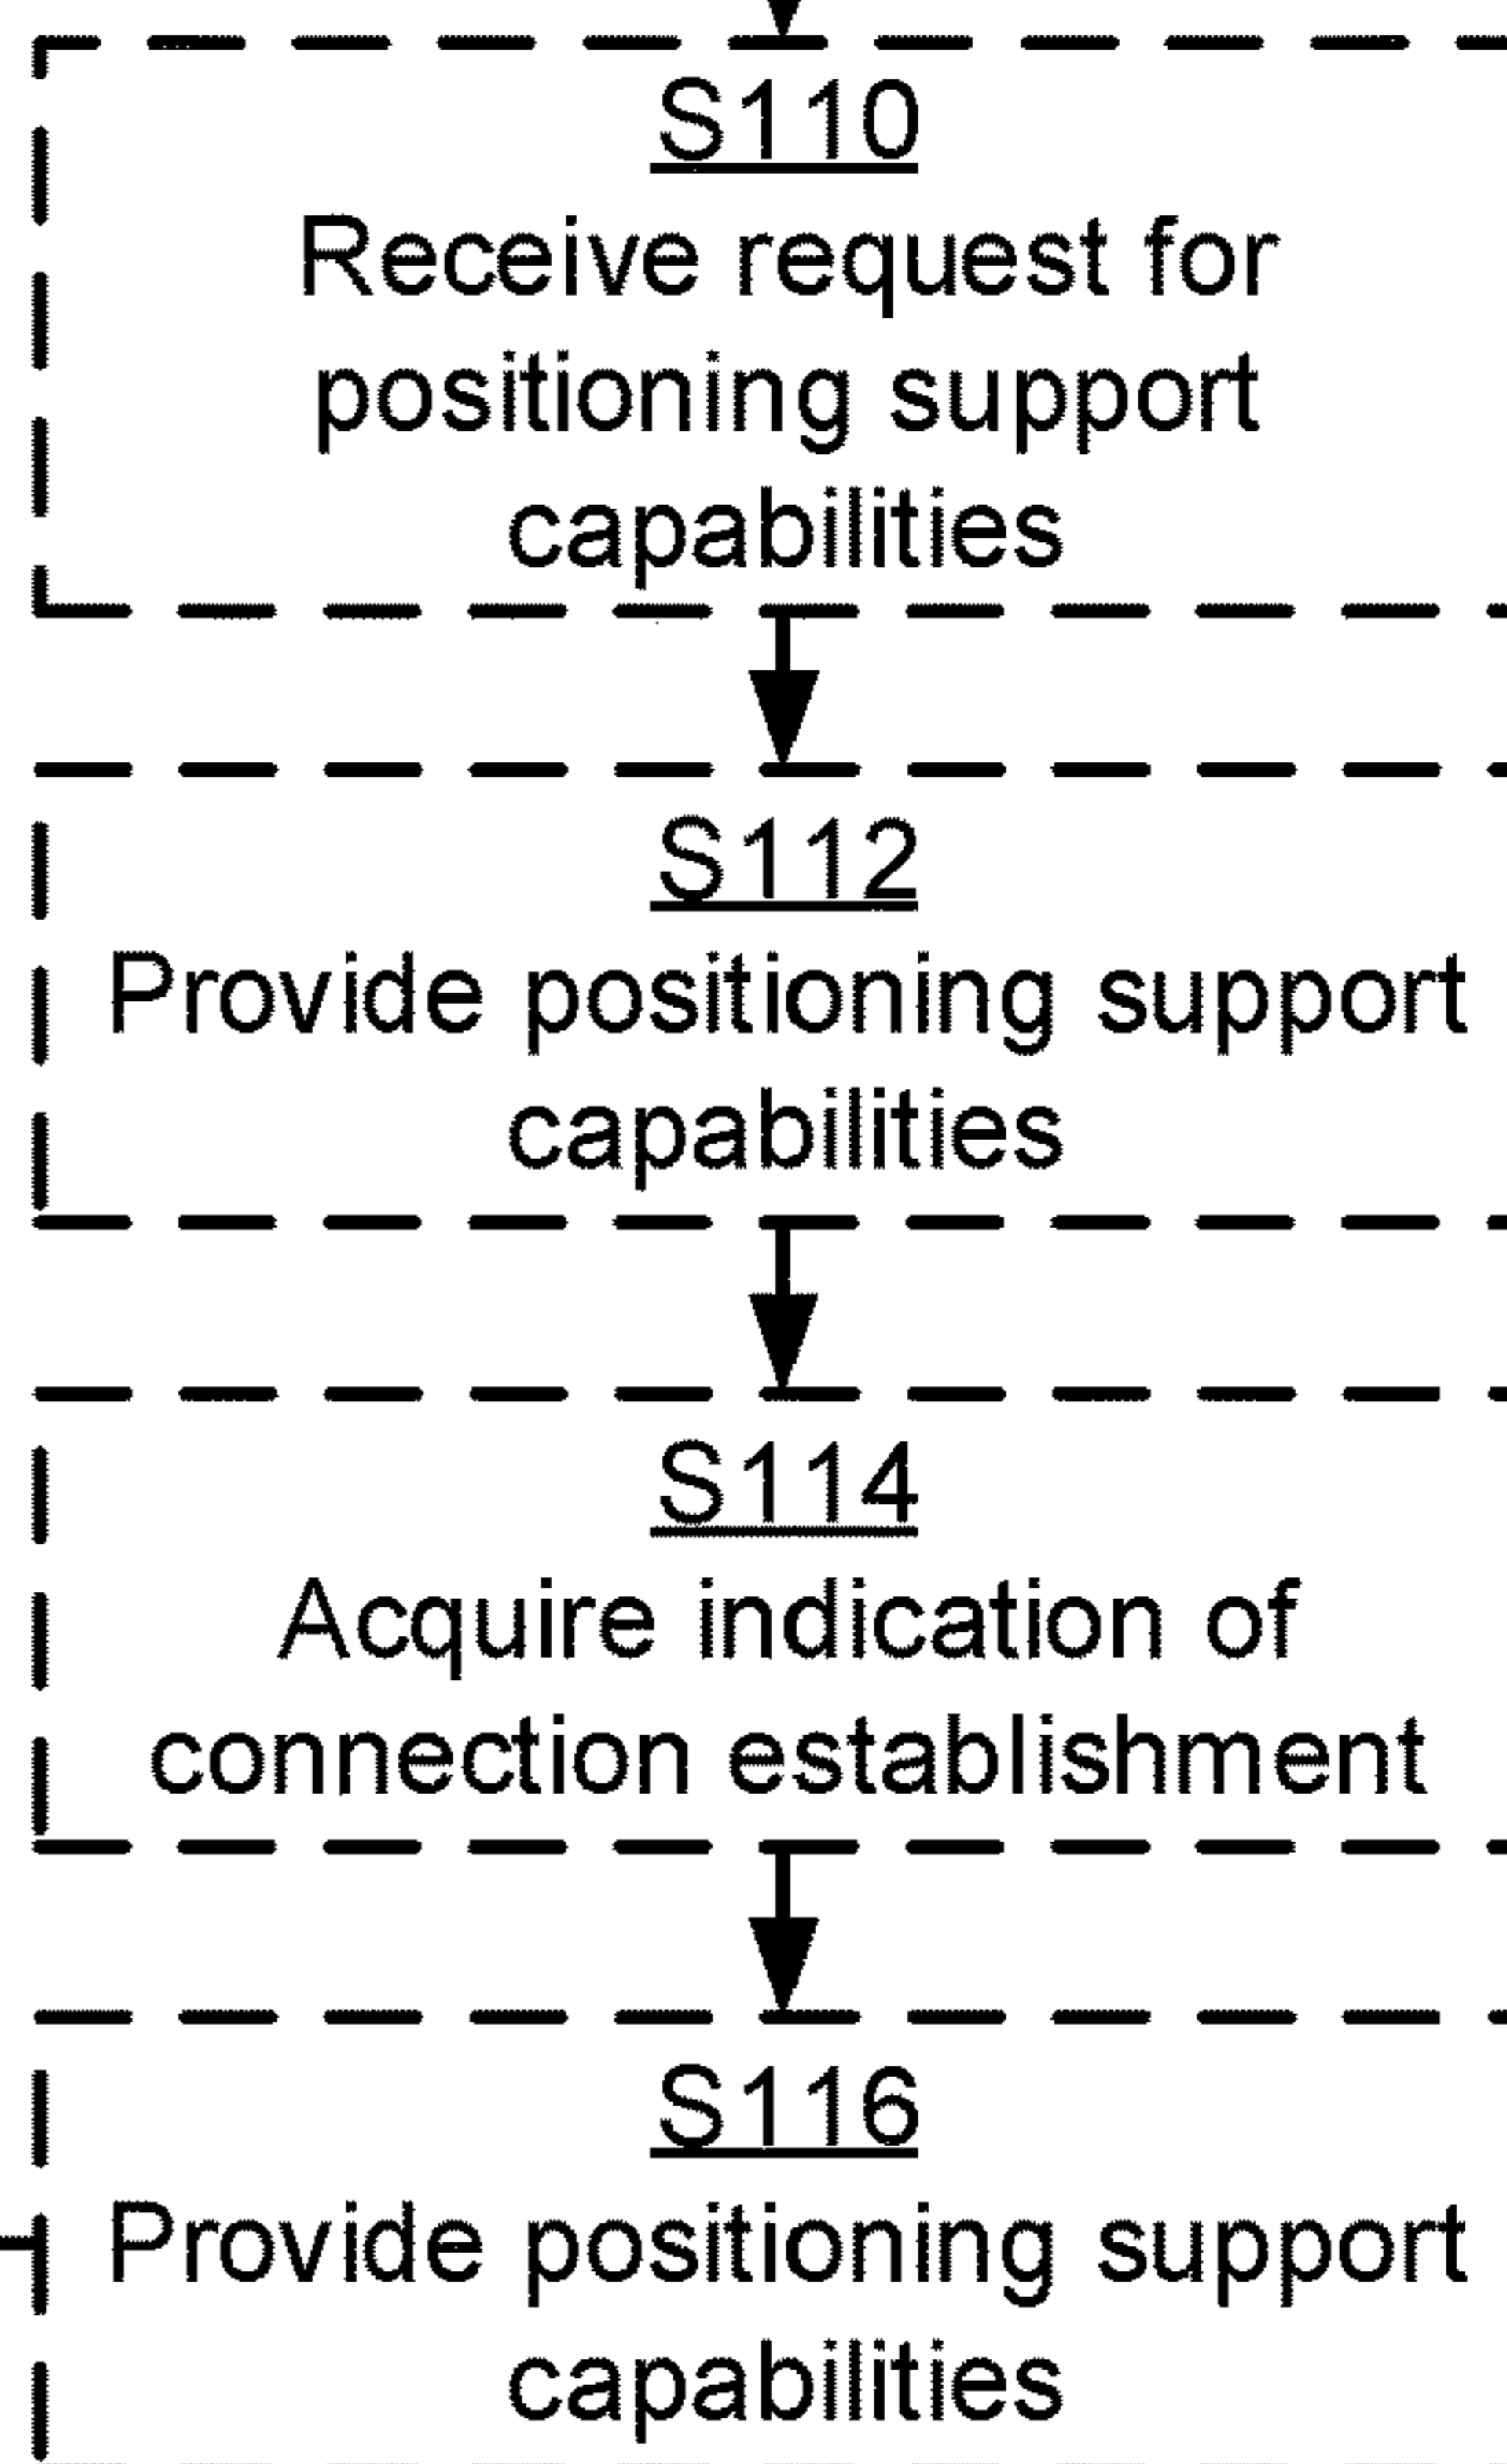 S110
Receive request for
positioning support
capabilities
S112
Provide positioning support
capabilities
S114
Acquire indication of
connection establishment
S116
Provide positioning support
capabilities